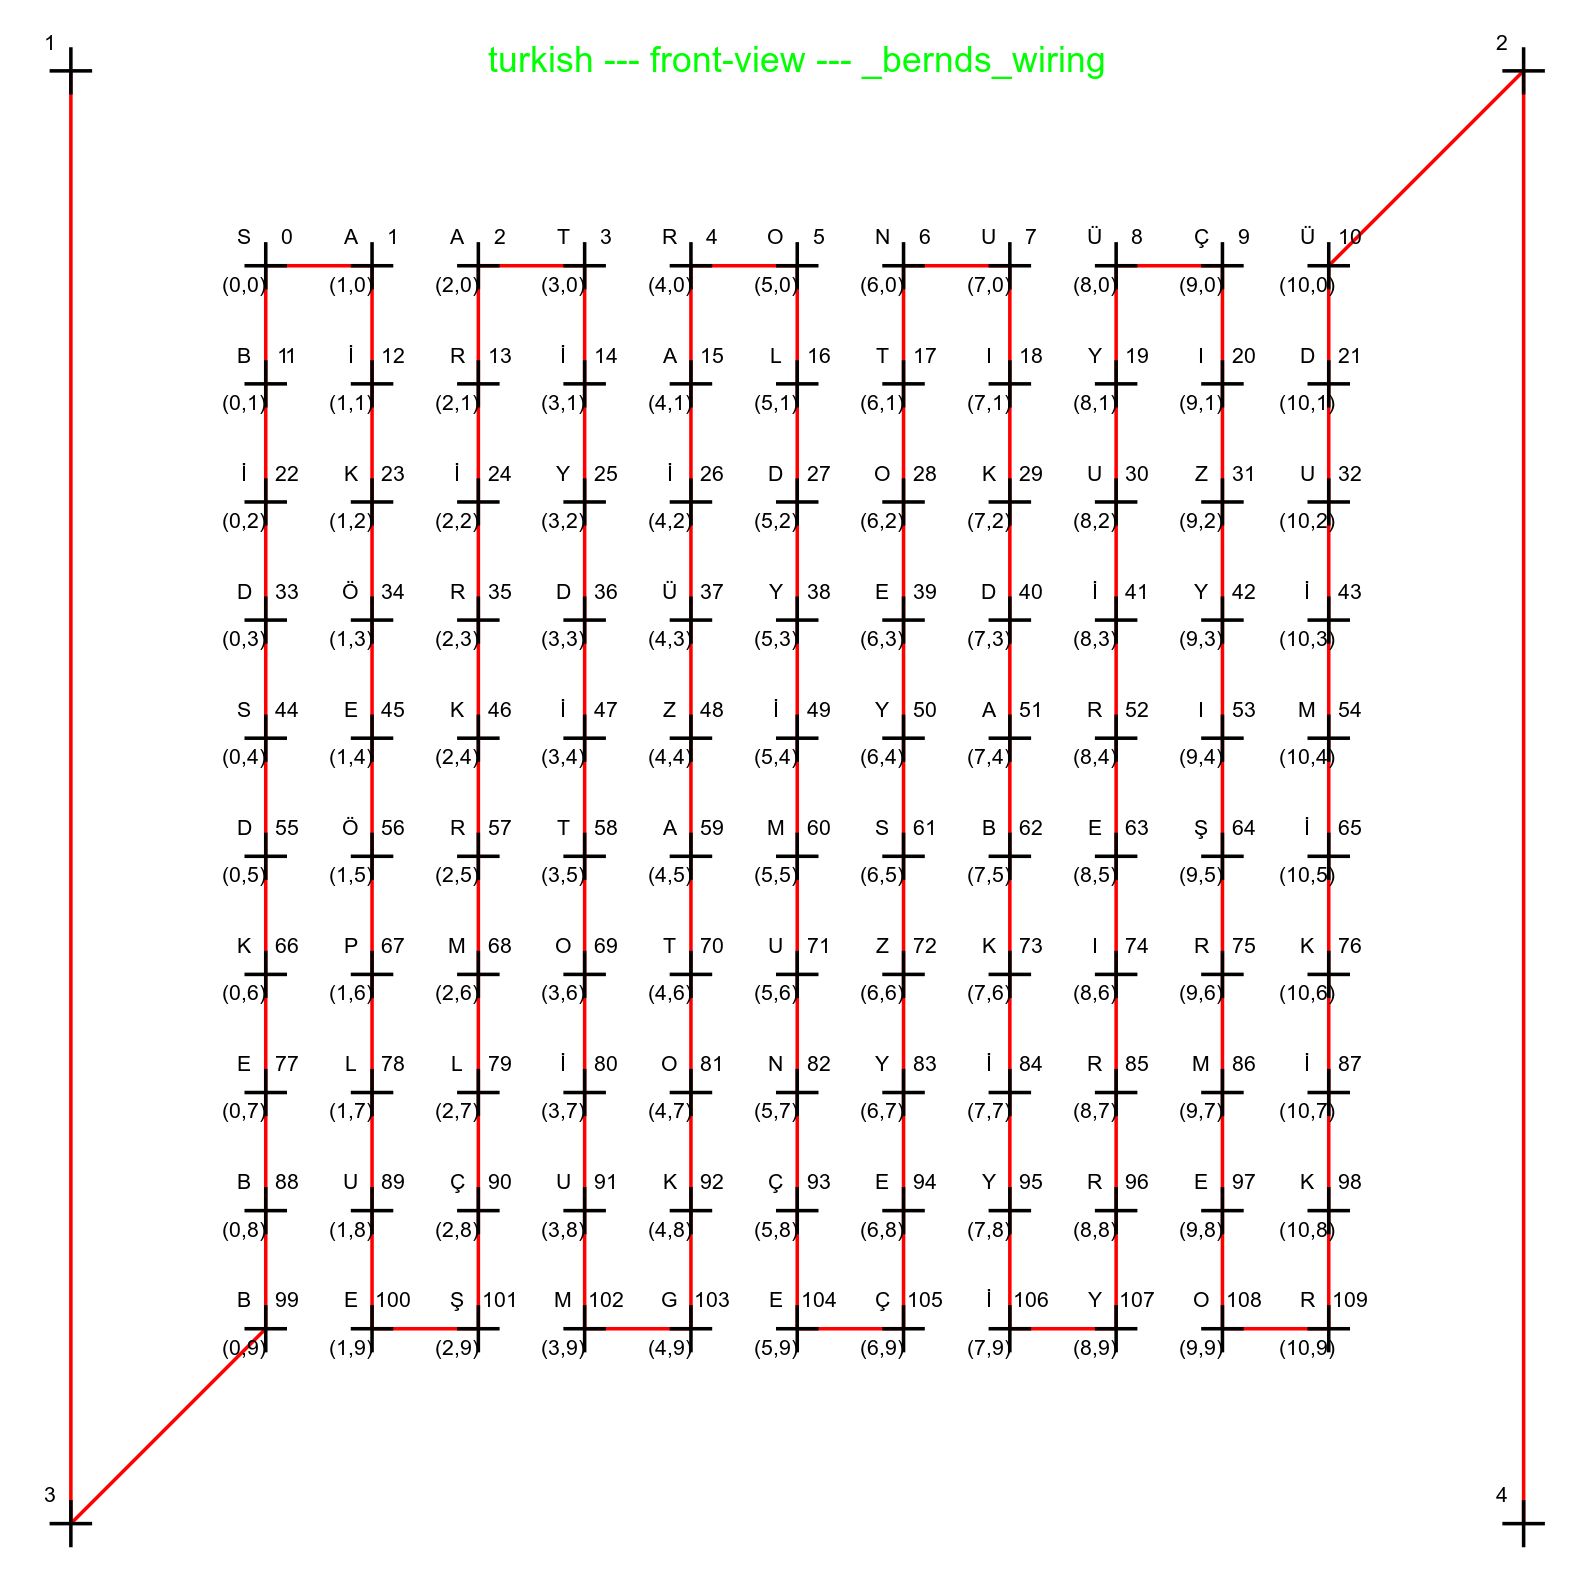 1 2
turkish --- front-view --- _bernds_wiring
S 0 A 1 A 2 T 3 R 4 O 5 N 6 U 7 Ü 8 Ç 9 Ü 10
(0,0) (1,0) (2,0) (3,0) (4,0) (5,0) (6,0) (7,0) (8,0) (9,0) (10,0)
B 11 İ 12 R 13 İ 14 A 15 L 16 T 17 I 18 Y 19 I 20 D 21
(0,1) (1,1) (2,1) (3,1) (4,1) (5,1) (6,1) (7,1) (8,1) (9,1) (10,1)
İ 22 K 23 İ 24 Y 25 İ 26 D 27 O 28 K 29 U 30 Z 31 U 32
(0,2) (1,2) (2,2) (3,2) (4,2) (5,2) (6,2) (7,2) (8,2) (9,2) (10,2)
D 33 Ö 34 R 35 D 36 Ü 37 Y 38 E 39 D 40 İ 41 Y 42 İ 43
(0,3) (1,3) (2,3) (3,3) (4,3) (5,3) (6,3) (7,3) (8,3) (9,3) (10,3)
S 44 E 45 K 46 İ 47 Z 48 İ 49 Y 50 A 51 R 52 I 53 M 54
(0,4) (1,4) (2,4) (3,4) (4,4) (5,4) (6,4) (7,4) (8,4) (9,4) (10,4)
D 55 Ö 56 R 57 T 58 A 59 M 60 S 61 B 62 E 63 Ş 64 İ 65
(0,5) (1,5) (2,5) (3,5) (4,5) (5,5) (6,5) (7,5) (8,5) (9,5) (10,5)
K 66 P 67 M 68 O 69 T 70 U 71 Z 72 K 73 I 74 R 75 K 76
(0,6) (1,6) (2,6) (3,6) (4,6) (5,6) (6,6) (7,6) (8,6) (9,6) (10,6)
E 77 L 78 L 79 İ 80 O 81 N 82 Y 83 İ 84 R 85 M 86 İ 87
(0,7) (1,7) (2,7) (3,7) (4,7) (5,7) (6,7) (7,7) (8,7) (9,7) (10,7)
B 88 U 89 Ç 90 U 91 K 92 Ç 93 E 94 Y 95 R 96 E 97 K 98
(0,8) (1,8) (2,8) (3,8) (4,8) (5,8) (6,8) (7,8) (8,8) (9,8) (10,8)
B 99 E 100 Ş 101 M 102 G 103 E 104 Ç 105 İ 106 Y 107 O 108 R 109
(0,9) (1,9) (2,9) (3,9) (4,9) (5,9) (6,9) (7,9) (8,9) (9,9) (10,9)
3 4